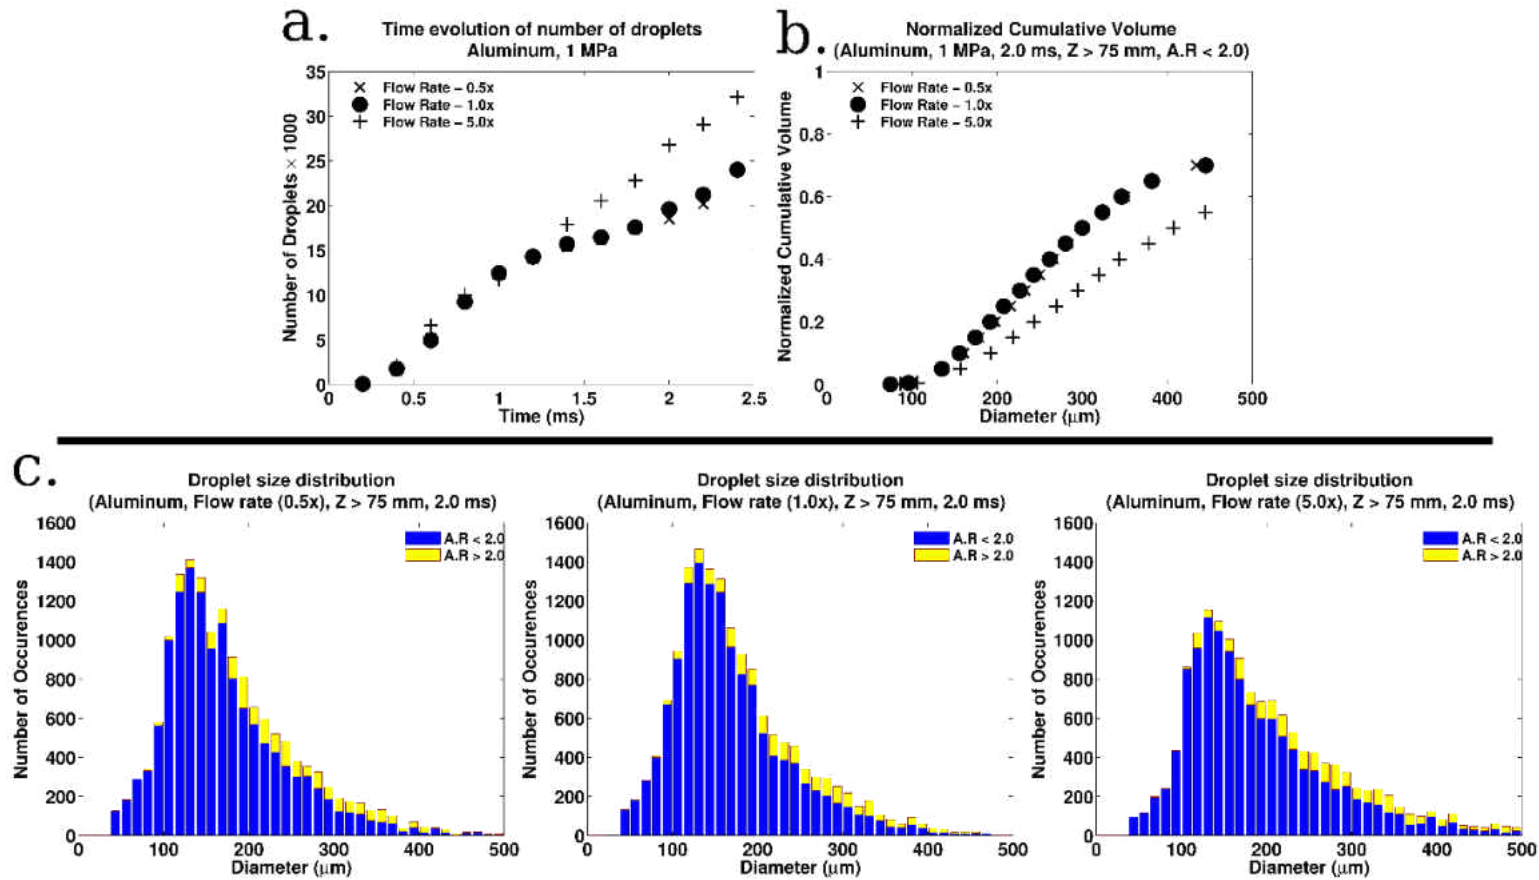 a.
Time evolution of number of droplets
Aluminum, 1 MPa
Number of Droplets × 1000
35
30
25
20
15
10
5
0
× Flow Rate – 0.5x
● Flow Rate – 1.0x
+ Flow Rate – 5.0x
0 0.5 1 1.5 2 2.5
Time (ms)
b.
Normalized Cumulative Volume
(Aluminum, 1 MPa, 2.0 ms, Z > 75 mm, A.R < 2.0)
Normalized Cumulative Volume
1
0.8
0.6
0.4
0.2
0
× Flow Rate – 0.5x
● Flow Rate – 1.0x
+ Flow Rate – 5.0x
0 100 200 300 400 500
Diameter (μm)
c.
Droplet size distribution
(Aluminum, Flow rate (0.5x), Z > 75 mm, 2.0 ms)
Number of Occurences
1600
1400
1200
1000
800
600
400
200
0
A.R < 2.0
A.R > 2.0
0 100 200 300 400 500
Diameter (μm)
Droplet size distribution
(Aluminum, Flow rate (1.0x), Z > 75 mm, 2.0 ms)
Number of Occurences
1600
1400
1200
1000
800
600
400
200
0
A.R < 2.0
A.R > 2.0
0 100 200 300 400 500
Diameter (μm)
Droplet size distribution
(Aluminum, Flow rate (5.0x), Z > 75 mm, 2.0 ms)
Number of Occurences
1600
1400
1200
1000
800
600
400
200
0
A.R < 2.0
A.R > 2.0
0 100 200 300 400 500
Diameter (μm)